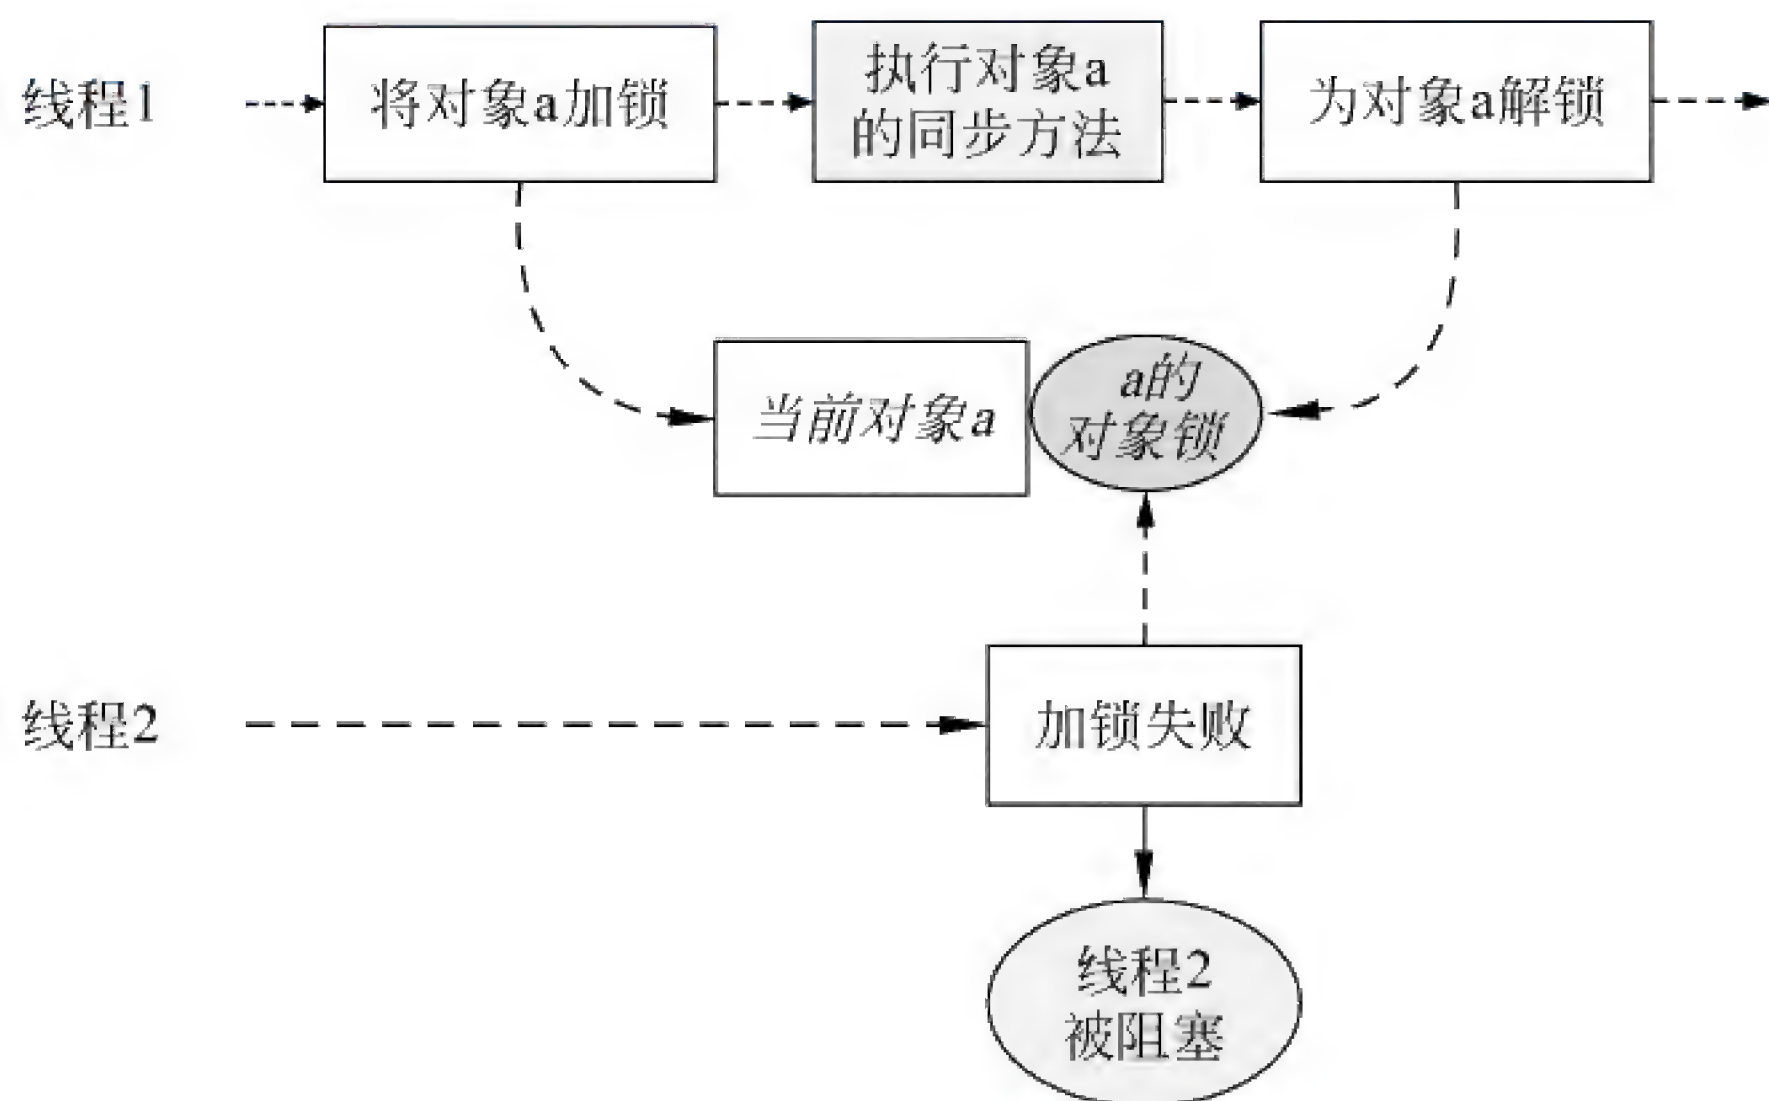 线程1
将对象a加锁
执行对象a
的同步方法
为对象a解锁
当前对象a
a的
对象锁
线程2
加锁失败
线程2
被阻塞